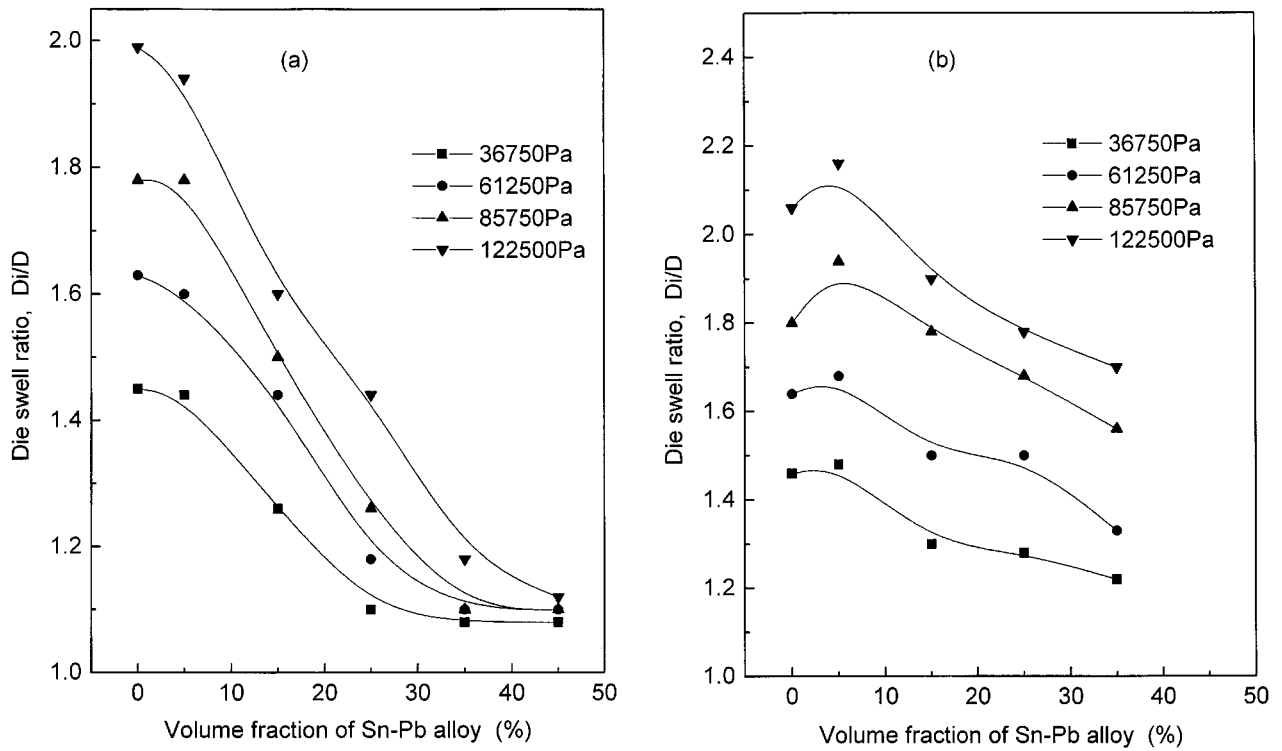 (a)
36750Pa
61250Pa
85750Pa
122500Pa
2.0
1.8
1.6
1.4
1.2
1.0
Die swell ratio, Di/D
0 10 20 30 40 50
Volume fraction of Sn-Pb alloy (%)
(b)
36750Pa
61250Pa
85750Pa
122500Pa
2.4
2.2
2.0
1.8
1.6
1.4
1.2
1.0
Die swell ratio, Di/D
0 10 20 30 40 50
Volume fraction of Sn-Pb alloy (%)